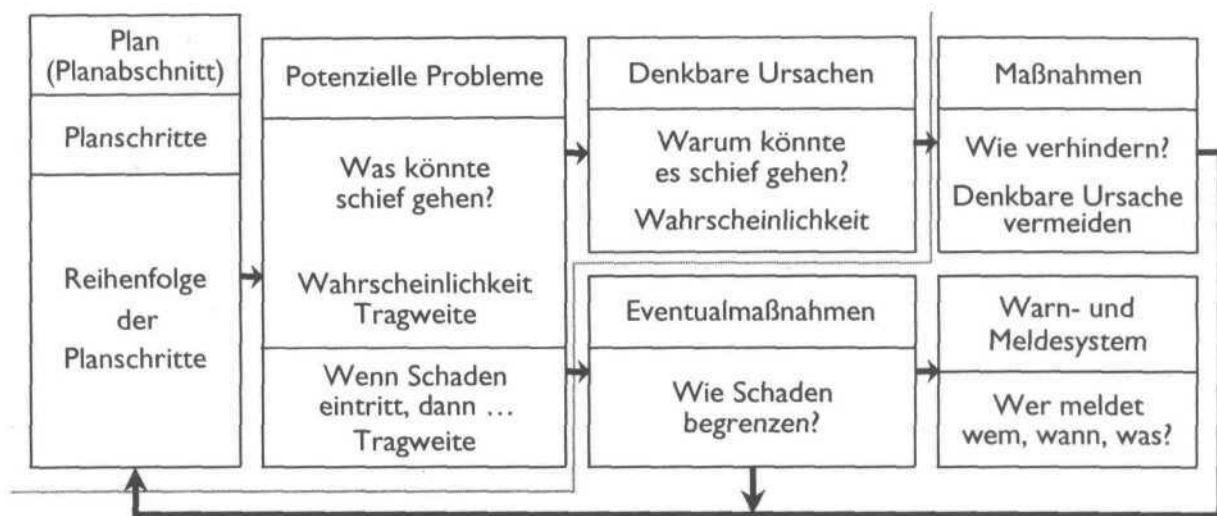 Plan
(Planabschnitt)
Planschritte
Reihenfolge
der
Planschritte
Potenzielle Probleme
Was könnte
schief gehen?
Wahrscheinlichkeit
Tragweite
Wenn Schaden
eintritt, dann ...
Tragweite
Denkbare Ursachen
Warum könnte
es schief gehen?
Wahrscheinlichkeit
Maßnahmen
Wie verhindern?
Denkbare Ursache
vermeiden
Eventualmaßnahmen
Wie Schaden
begrenzen?
Warn- und
Meldesystem
Wer meldet
wem, wann, was?